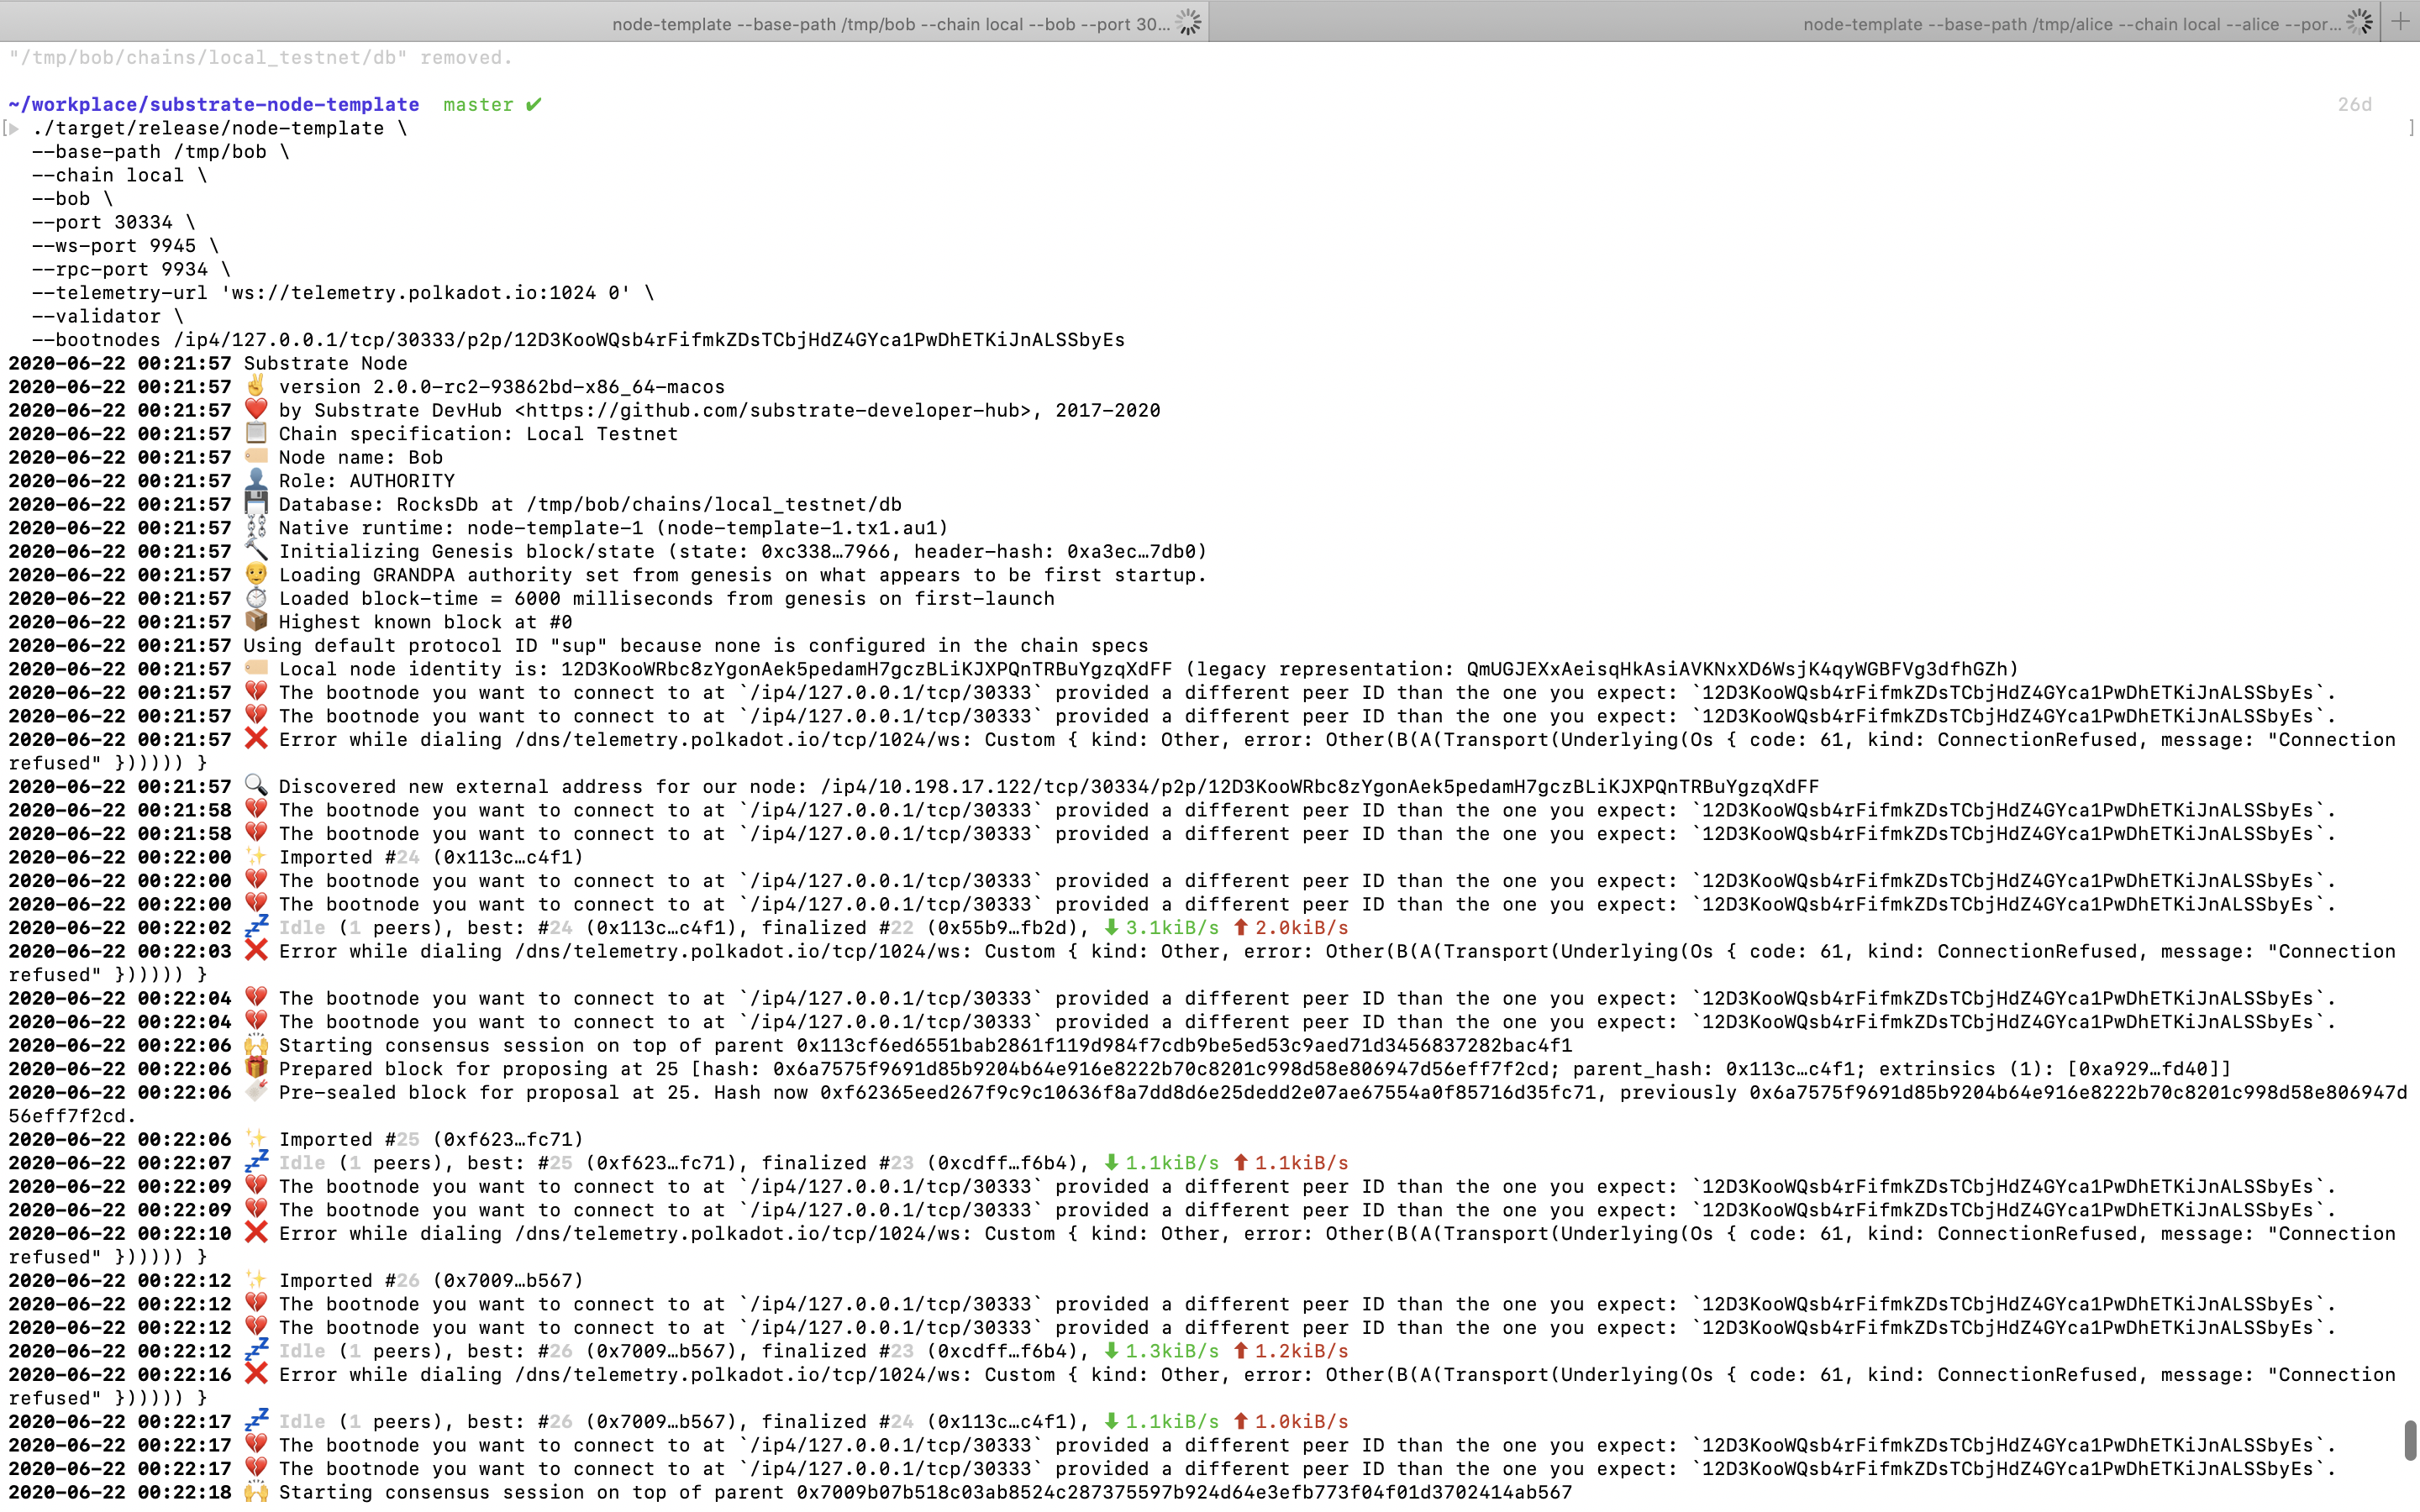 node-template --base-path /tmp/bob --chain local --bob --port 30...
node-template --base-path /tmp/alice --chain local --alice --por...
"/tmp/bob/chains/local_testnet/db" removed.
~/workplace/substrate-node-template master ✔ 26d
./target/release/node-template \
--base-path /tmp/bob \
--chain local \
--bob \
--port 30334 \
--ws-port 9945 \
--rpc-port 9934 \
--telemetry-url 'ws://telemetry.polkadot.io:1024 0' \
--validator \
--bootnodes /ip4/127.0.0.1/tcp/30333/p2p/12D3KooWQsb4rFifmkZDsTCbjHdZ4GYca1PwDhETKiJnALSSbyEs
2020-06-22 00:21:57 Substrate Node
2020-06-22 00:21:57 ✌️ version 2.0.0-rc2-93862bd-x86_64-macos
2020-06-22 00:21:57 ❤️ by Substrate DevHub <https://github.com/substrate-developer-hub>, 2017-2020
2020-06-22 00:21:57 📋 Chain specification: Local Testnet
2020-06-22 00:21:57 🏷 Node name: Bob
2020-06-22 00:21:57 👤 Role: AUTHORITY
2020-06-22 00:21:57 💾 Database: RocksDb at /tmp/bob/chains/local_testnet/db
2020-06-22 00:21:57 ⛓ Native runtime: node-template-1 (node-template-1.tx1.au1)
2020-06-22 00:21:57 🔨 Initializing Genesis block/state (state: 0xc338…7966, header-hash: 0xa3ec…7db0)
2020-06-22 00:21:57 👴 Loading GRANDPA authority set from genesis on what appears to be first startup.
2020-06-22 00:21:57 ⏱ Loaded block-time = 6000 milliseconds from genesis on first-launch
2020-06-22 00:21:57 📦 Highest known block at #0
2020-06-22 00:21:57 Using default protocol ID "sup" because none is configured in the chain specs
2020-06-22 00:21:57 🏷 Local node identity is: 12D3KooWRbc8zYgonAek5pedamH7gczBLiKJXPQnTRBuYgzqXdFF (legacy representation: QmUGJEXxAeisqHkAsiAVKNxXD6WsjK4qyWGBFVg3dfhGZh)
2020-06-22 00:21:57 💔 The bootnode you want to connect to at `/ip4/127.0.0.1/tcp/30333` provided a different peer ID than the one you expect: `12D3KooWQsb4rFifmkZDsTCbjHdZ4GYca1PwDhETKiJnALSSbyEs`.
2020-06-22 00:21:57 💔 The bootnode you want to connect to at `/ip4/127.0.0.1/tcp/30333` provided a different peer ID than the one you expect: `12D3KooWQsb4rFifmkZDsTCbjHdZ4GYca1PwDhETKiJnALSSbyEs`.
2020-06-22 00:21:57 ❌ Error while dialing /dns/telemetry.polkadot.io/tcp/1024/ws: Custom { kind: Other, error: Other(B(A(Transport(Underlying(Os { code: 61, kind: ConnectionRefused, message: "Connection
refused" })))))) }
2020-06-22 00:21:57 🔍 Discovered new external address for our node: /ip4/10.198.17.122/tcp/30334/p2p/12D3KooWRbc8zYgonAek5pedamH7gczBLiKJXPQnTRBuYgzqXdFF
2020-06-22 00:21:58 💔 The bootnode you want to connect to at `/ip4/127.0.0.1/tcp/30333` provided a different peer ID than the one you expect: `12D3KooWQsb4rFifmkZDsTCbjHdZ4GYca1PwDhETKiJnALSSbyEs`.
2020-06-22 00:21:58 💔 The bootnode you want to connect to at `/ip4/127.0.0.1/tcp/30333` provided a different peer ID than the one you expect: `12D3KooWQsb4rFifmkZDsTCbjHdZ4GYca1PwDhETKiJnALSSbyEs`.
2020-06-22 00:22:00 ✨ Imported #24 (0x113c…c4f1)
2020-06-22 00:22:00 💔 The bootnode you want to connect to at `/ip4/127.0.0.1/tcp/30333` provided a different peer ID than the one you expect: `12D3KooWQsb4rFifmkZDsTCbjHdZ4GYca1PwDhETKiJnALSSbyEs`.
2020-06-22 00:22:00 💔 The bootnode you want to connect to at `/ip4/127.0.0.1/tcp/30333` provided a different peer ID than the one you expect: `12D3KooWQsb4rFifmkZDsTCbjHdZ4GYca1PwDhETKiJnALSSbyEs`.
2020-06-22 00:22:02 💤 Idle (1 peers), best: #24 (0x113c…c4f1), finalized #22 (0x55b9…fb2d), ⬇ 3.1kiB/s ⬆ 2.0kiB/s
2020-06-22 00:22:03 ❌ Error while dialing /dns/telemetry.polkadot.io/tcp/1024/ws: Custom { kind: Other, error: Other(B(A(Transport(Underlying(Os { code: 61, kind: ConnectionRefused, message: "Connection
refused" })))))) }
2020-06-22 00:22:04 💔 The bootnode you want to connect to at `/ip4/127.0.0.1/tcp/30333` provided a different peer ID than the one you expect: `12D3KooWQsb4rFifmkZDsTCbjHdZ4GYca1PwDhETKiJnALSSbyEs`.
2020-06-22 00:22:04 💔 The bootnode you want to connect to at `/ip4/127.0.0.1/tcp/30333` provided a different peer ID than the one you expect: `12D3KooWQsb4rFifmkZDsTCbjHdZ4GYca1PwDhETKiJnALSSbyEs`.
2020-06-22 00:22:06 🙌 Starting consensus session on top of parent 0x113cf6ed6551bab2861f119d984f7cdb9be5ed53c9aed71d3456837282bac4f1
2020-06-22 00:22:06 🎁 Prepared block for proposing at 25 [hash: 0x6a7575f9691d85b9204b64e916e8222b70c8201c998d58e806947d56eff7f2cd; parent_hash: 0x113c…c4f1; extrinsics (1): [0xa929…fd40]]
2020-06-22 00:22:06 🔖 Pre-sealed block for proposal at 25. Hash now 0xf62365eed267f9c9c10636f8a7dd8d6e25dedd2e07ae67554a0f85716d35fc71, previously 0x6a7575f9691d85b9204b64e916e8222b70c8201c998d58e806947d
56eff7f2cd.
2020-06-22 00:22:06 ✨ Imported #25 (0xf623…fc71)
2020-06-22 00:22:07 💤 Idle (1 peers), best: #25 (0xf623…fc71), finalized #23 (0xcdff…f6b4), ⬇ 1.1kiB/s ⬆ 1.1kiB/s
2020-06-22 00:22:09 💔 The bootnode you want to connect to at `/ip4/127.0.0.1/tcp/30333` provided a different peer ID than the one you expect: `12D3KooWQsb4rFifmkZDsTCbjHdZ4GYca1PwDhETKiJnALSSbyEs`.
2020-06-22 00:22:09 💔 The bootnode you want to connect to at `/ip4/127.0.0.1/tcp/30333` provided a different peer ID than the one you expect: `12D3KooWQsb4rFifmkZDsTCbjHdZ4GYca1PwDhETKiJnALSSbyEs`.
2020-06-22 00:22:10 ❌ Error while dialing /dns/telemetry.polkadot.io/tcp/1024/ws: Custom { kind: Other, error: Other(B(A(Transport(Underlying(Os { code: 61, kind: ConnectionRefused, message: "Connection
refused" })))))) }
2020-06-22 00:22:12 ✨ Imported #26 (0x7009…b567)
2020-06-22 00:22:12 💔 The bootnode you want to connect to at `/ip4/127.0.0.1/tcp/30333` provided a different peer ID than the one you expect: `12D3KooWQsb4rFifmkZDsTCbjHdZ4GYca1PwDhETKiJnALSSbyEs`.
2020-06-22 00:22:12 💔 The bootnode you want to connect to at `/ip4/127.0.0.1/tcp/30333` provided a different peer ID than the one you expect: `12D3KooWQsb4rFifmkZDsTCbjHdZ4GYca1PwDhETKiJnALSSbyEs`.
2020-06-22 00:22:12 💤 Idle (1 peers), best: #26 (0x7009…b567), finalized #23 (0xcdff…f6b4), ⬇ 1.3kiB/s ⬆ 1.2kiB/s
2020-06-22 00:22:16 ❌ Error while dialing /dns/telemetry.polkadot.io/tcp/1024/ws: Custom { kind: Other, error: Other(B(A(Transport(Underlying(Os { code: 61, kind: ConnectionRefused, message: "Connection
refused" })))))) }
2020-06-22 00:22:17 💤 Idle (1 peers), best: #26 (0x7009…b567), finalized #24 (0x113c…c4f1), ⬇ 1.1kiB/s ⬆ 1.0kiB/s
2020-06-22 00:22:17 💔 The bootnode you want to connect to at `/ip4/127.0.0.1/tcp/30333` provided a different peer ID than the one you expect: `12D3KooWQsb4rFifmkZDsTCbjHdZ4GYca1PwDhETKiJnALSSbyEs`.
2020-06-22 00:22:17 💔 The bootnode you want to connect to at `/ip4/127.0.0.1/tcp/30333` provided a different peer ID than the one you expect: `12D3KooWQsb4rFifmkZDsTCbjHdZ4GYca1PwDhETKiJnALSSbyEs`.
2020-06-22 00:22:18 🙌 Starting consensus session on top of parent 0x7009b07b518c03ab8524c287375597b924d64e3efb773f04f01d3702414ab567